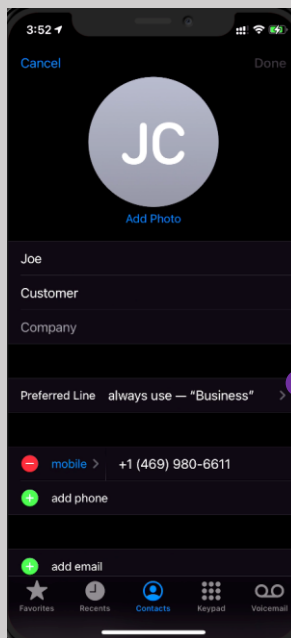 3:52
Cancel Done
JC
Add Photo
Joe
Customer
Company
Preferred Line always use — “Business”
mobile +1 (469) 980-6611
add phone
add email
Favorites Recents Contacts Keypad Voicemail